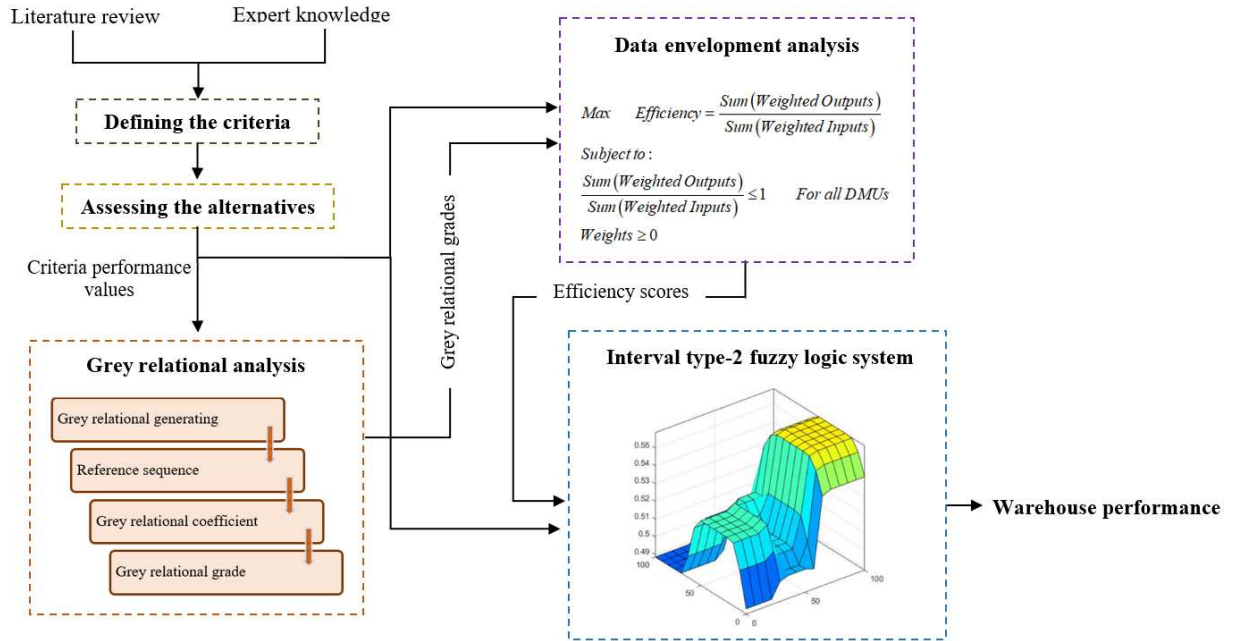 Literature review
Expert knowledge
Defining the criteria
Assessing the alternatives
Criteria performance
values
Grey relational analysis
Grey relational generating
Reference sequence
Grey relational coefficient
Grey relational grade
Grey relational grades
Data envelopment analysis
Max Efficiency = Sum(Weighted Outputs) / Sum(Weighted Inputs)
Subject to :
Sum(Weighted Outputs) / Sum(Weighted Inputs) ≤ 1 For all DMUs
Weights ≥ 0
Efficiency scores
Interval type-2 fuzzy logic system
0.55
0.54
0.53
0.52
0.51
0.5
0.49
100
50
0
0
50
100
Warehouse performance